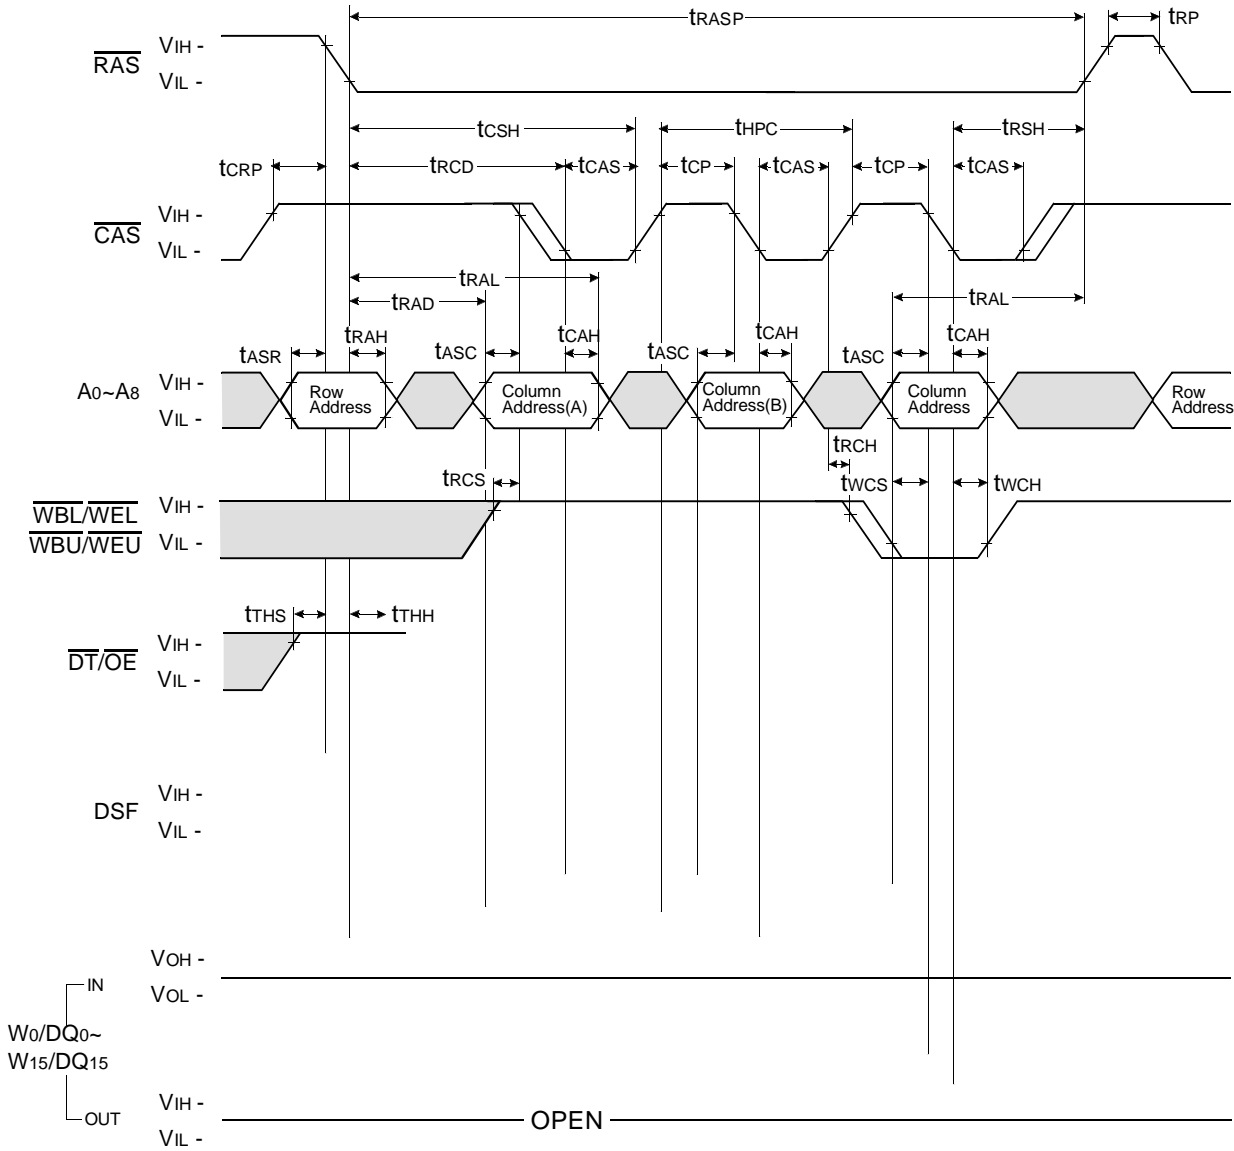 tRASP tRP
RAS VIH -
VIL -
tCSH tHPC tRSH
tCRP tRCD tCAS tCP tCAS tCP tCAS
CAS VIH -
VIL -
tRAL
tRAD tRAL
tASR tRAH tASC tCAH tASC tCAH tASC tCAH
A0~A8 VIH -
VIL -
Row Address
Column Address(A)
Column Address(B)
Column Address
Row Address
tRCH
tRCS tWCS tWCH
WBL/WEL VIH -
WBU/WEU VIL -
tTHS tTHH
DT/OE VIH -
VIL -
DSF VIH -
VIL -
VOH -
IN
VOL -
W0/DQ0~
W15/DQ15
VIH -
OUT OPEN
VIL -